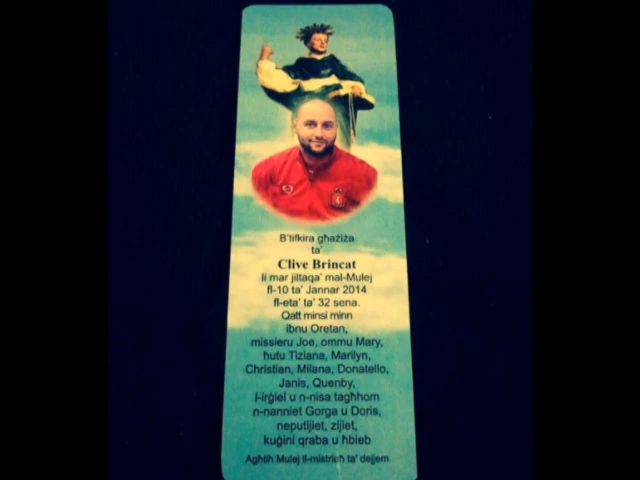 B'tifkira għażiża
ta'
Clive Brincat
li mar jiltaqa' mal-Mulej
fl-10 ta' Jannar 2014
fl-eta' ta' 32 sena.
Qatt minsi minn
ibnu Oretan,
missieru Joe, ommu Mary,
ħutu Tiziana, Marilyn,
Christian, Milana, Donatello,
Janis, Quenby,
l-irġiel u n-nisa tagħhom
n-nanniet Gorga u Doris,
neputijiet, zijiet,
kuġini qraba u ħbieb
Agħtih Mulej il-mistrieħ ta' dejjem